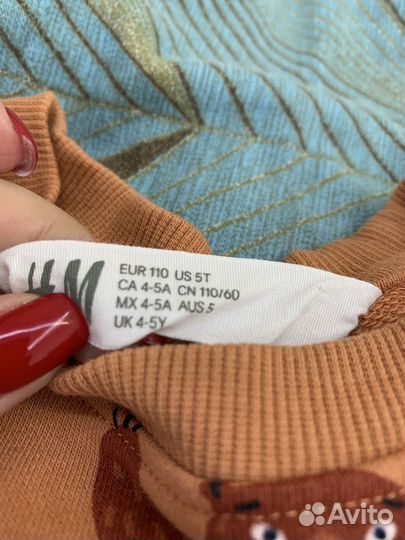 H&M
EUR 110 US 5T
CA 4-5A CN 110/60
MX 4-5A AUS 5
UK 4-5Y
Avito